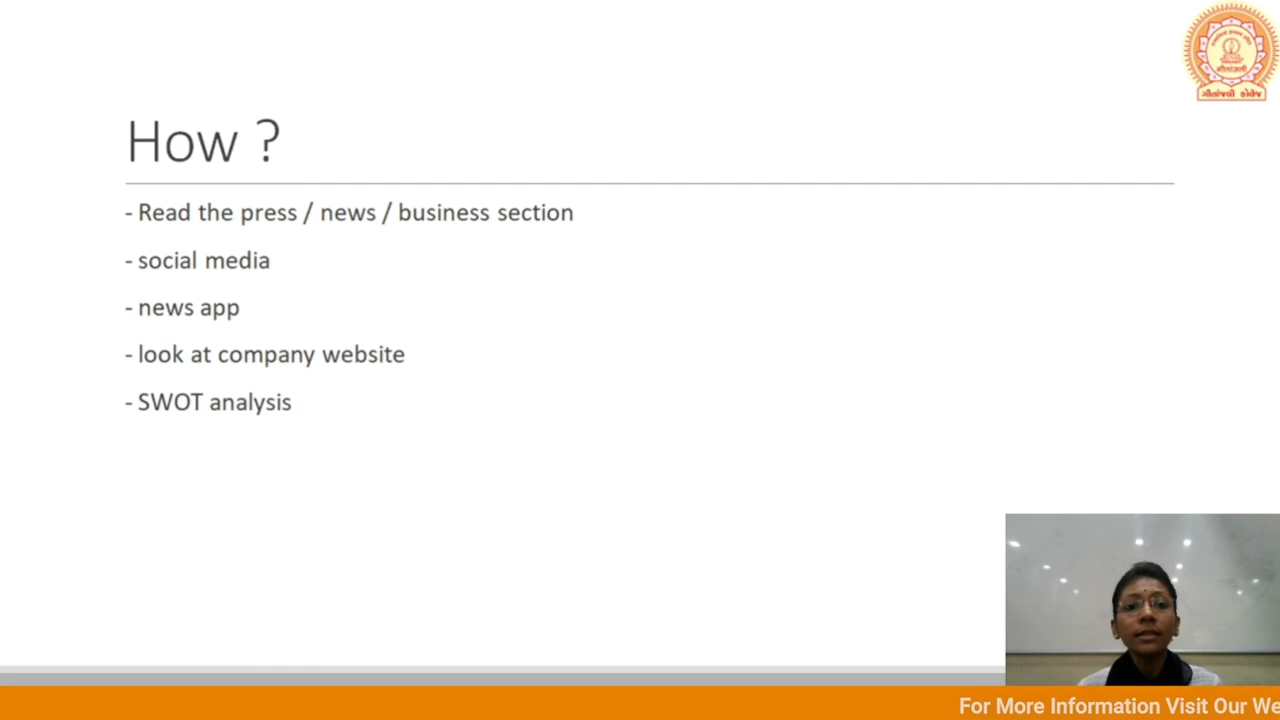 ગીતાંજલી કોલેજ
How ?
- Read the press / news / business section
- social media
- news app
- look at company website
- SWOT analysis
For More Information Visit Our We